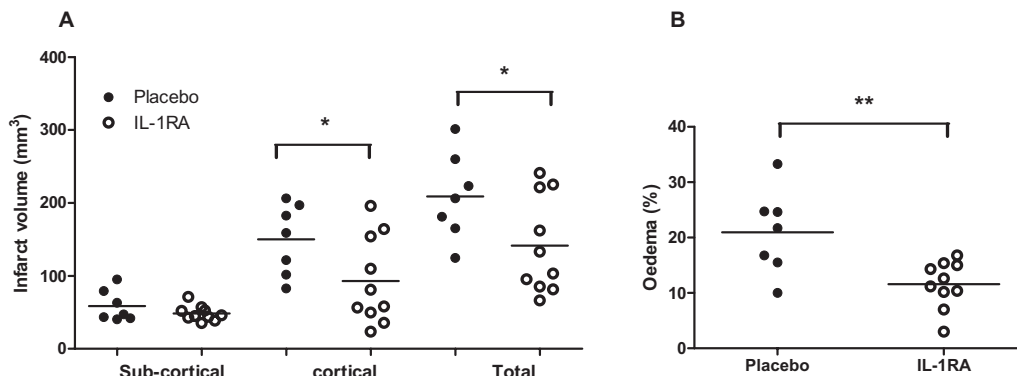 A
Infarct volume (mm³)
400
300
200
100
0
Placebo
IL-1RA
*
*
Sub-cortical
cortical
Total
B
Oedema (%)
40
30
20
10
0
**
Placebo
IL-1RA